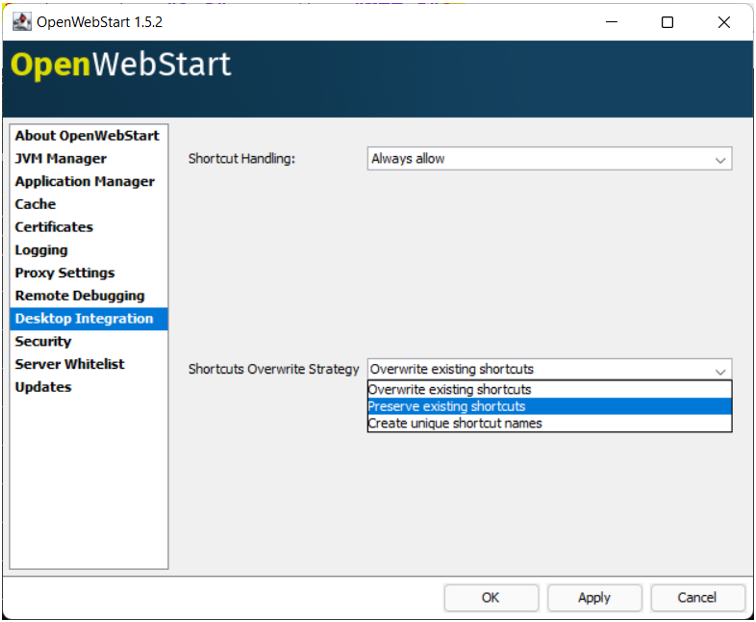 OpenWebStart 1.5.2
OpenWebStart
About OpenWebStart
JVM Manager
Application Manager
Cache
Certificates
Logging
Proxy Settings
Remote Debugging
Desktop Integration
Security
Server Whitelist
Updates
Shortcut Handling: Always allow
Shortcuts Overwrite Strategy Overwrite existing shortcuts
Overwrite existing shortcuts
Preserve existing shortcuts
Create unique shortcut names
OK Apply Cancel